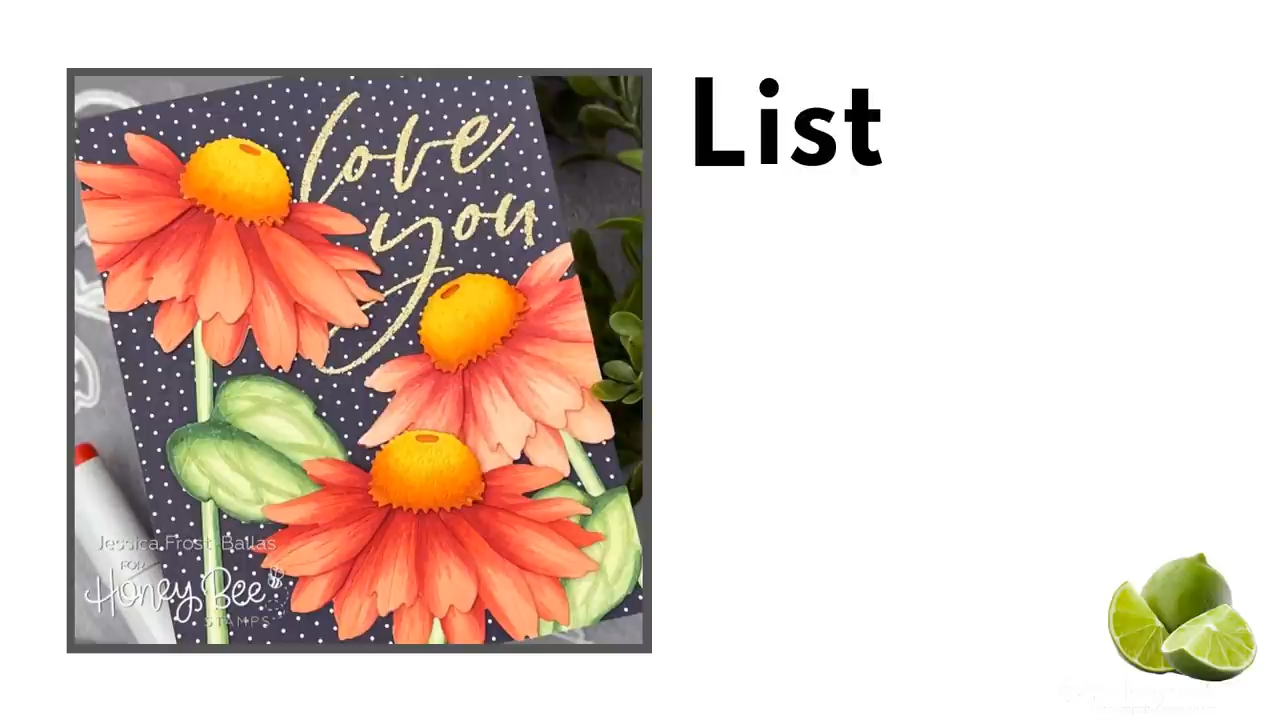 List
love
you
Jessica Frost-Ballas
FOR
Honey Bee
STAMPS